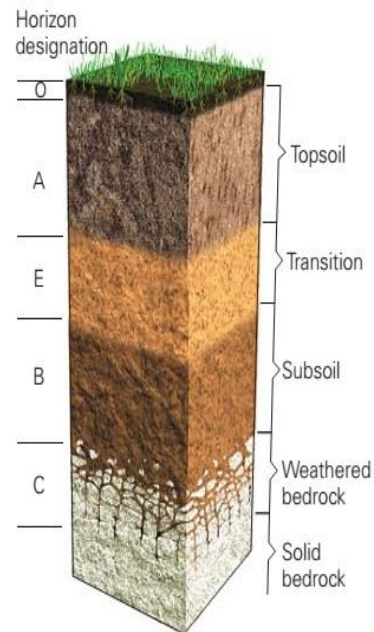 Horizon
designation
O
A
E
B
C
Topsoil
Transition
Subsoil
Weathered
bedrock
Solid
bedrock